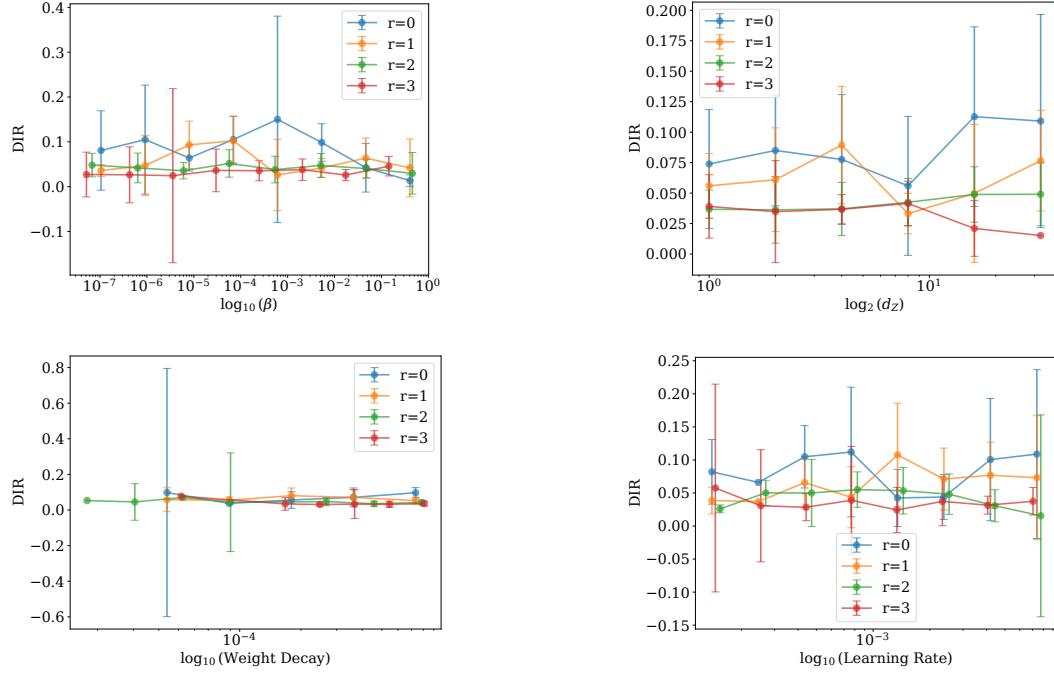 0.4
0.3
0.2
0.1
0.0
−0.1
DIR
r=0
r=1
r=2
r=3
10⁻⁷ 10⁻⁶ 10⁻⁵ 10⁻⁴ 10⁻³ 10⁻² 10⁻¹ 10⁰
log₁₀(β)
0.200
0.175
0.150
0.125
0.100
0.075
0.050
0.025
0.000
DIR
r=0
r=1
r=2
r=3
10⁰ 10¹
log₂(d_Z)
0.8
0.6
0.4
0.2
0.0
−0.2
−0.4
−0.6
DIR
r=0
r=1
r=2
r=3
10⁻⁴
log₁₀(Weight Decay)
0.25
0.20
0.15
0.10
0.05
0.00
−0.05
−0.10
−0.15
DIR
r=0
r=1
r=2
r=3
10⁻³
log₁₀(Learning Rate)